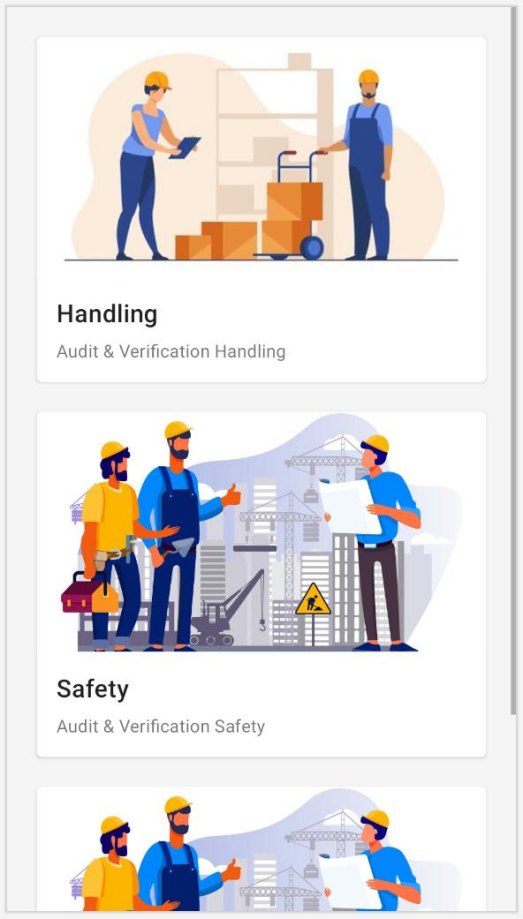 Handling
Audit & Verification Handling
Safety
Audit & Verification Safety